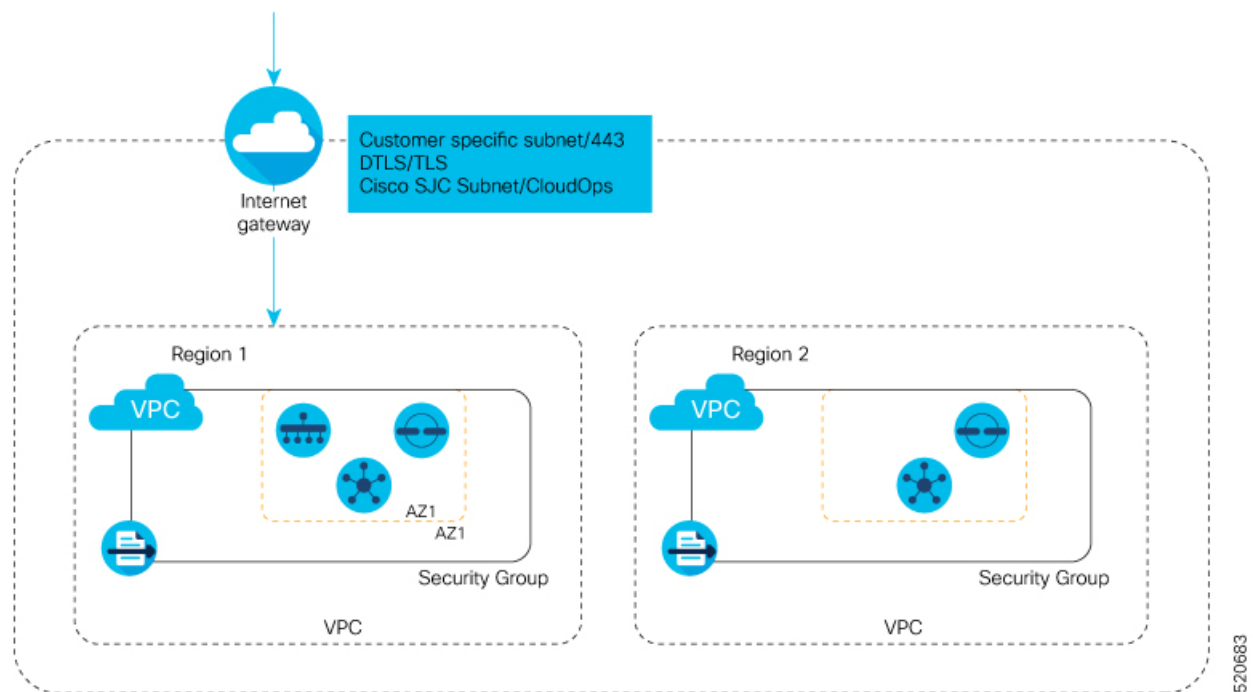 Customer specific subnet/443
DTLS/TLS
Cisco SJC Subnet/CloudOps
Internet
gateway
Region 1
VPC
AZ1
AZ1
Security Group
VPC
Region 2
VPC
Security Group
VPC
520683